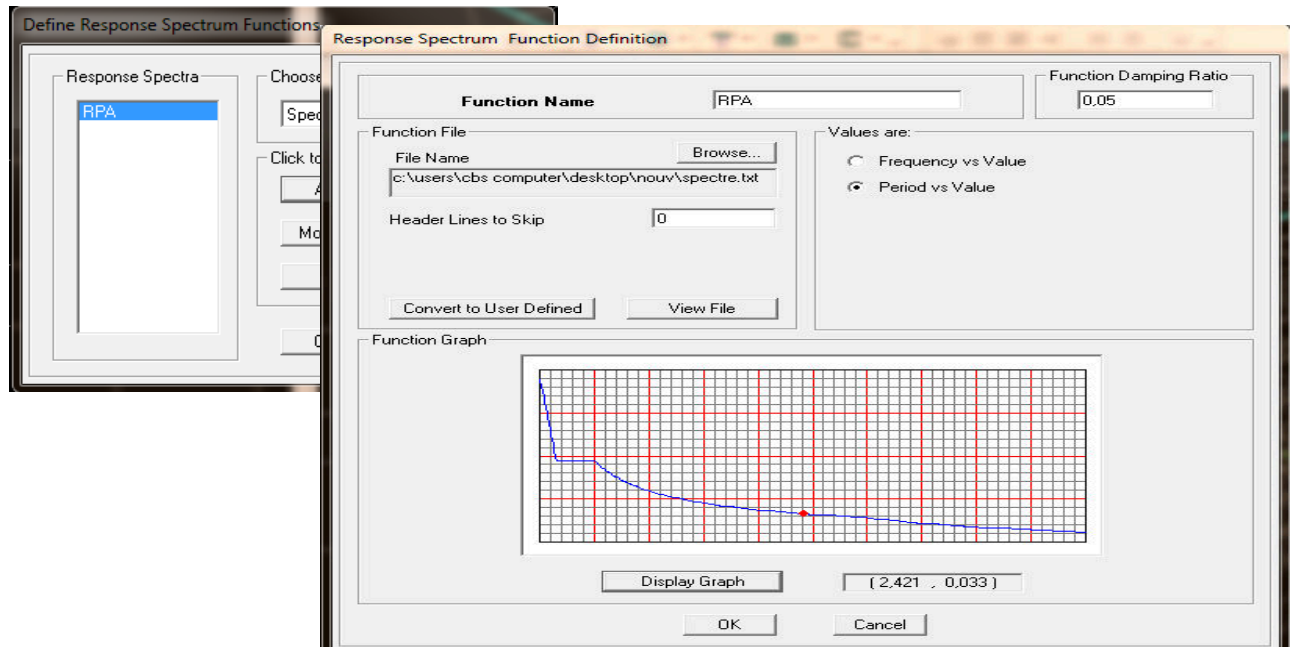 Define Response Spectrum Functions
Response Spectra
RPA
Choose
Spec
Click to
Mo
Response Spectrum Function Definition
Function Name
RPA
Function Damping Ratio
0,05
Function File
File Name
Browse...
c:\users\cbs computer\desktop\nouv\spectre.txt
Header Lines to Skip
0
Convert to User Defined
View File
Values are:
Frequency vs Value
Period vs Value
Function Graph
Display Graph
(2,421 , 0,033)
OK
Cancel